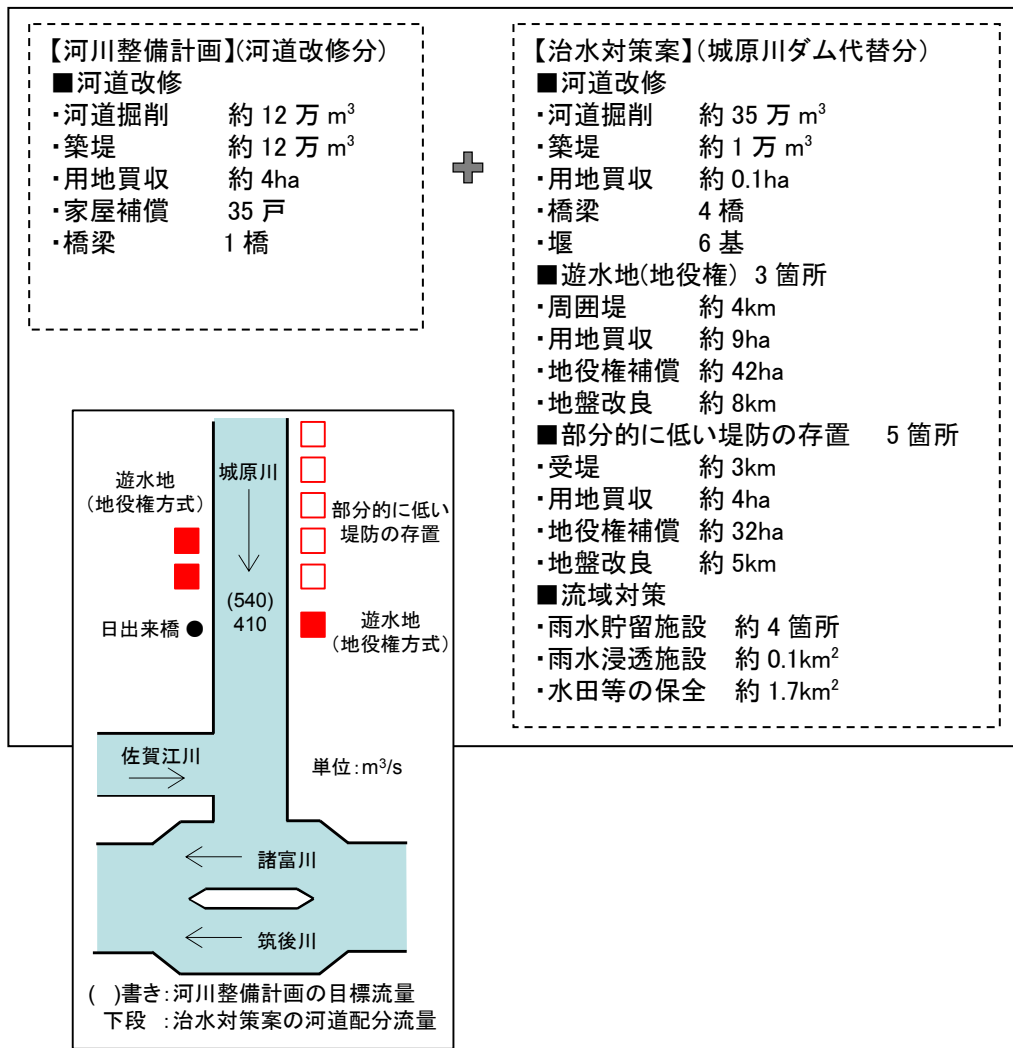 【河川整備計画】(河道改修分)
■河道改修
・河道掘削 約 12 万 m³
・築堤 約 12 万 m³
・用地買収 約 4ha
・家屋補償 35 戸
・橋梁 1 橋
【治水対策案】(城原川ダム代替分)
■河道改修
・河道掘削 約 35 万 m³
・築堤 約 1 万 m³
・用地買収 約 0.1ha
・橋梁 4 橋
・堰 6 基
■遊水地(地役権) 3 箇所
・周囲堤 約 4km
・用地買収 約 9ha
・地役権補償 約 42ha
・地盤改良 約 8km
■部分的に低い堤防の存置 5 箇所
・受堤 約 3km
・用地買収 約 4ha
・地役権補償 約 32ha
・地盤改良 約 5km
■流域対策
・雨水貯留施設 約 4 箇所
・雨水浸透施設 約 0.1km²
・水田等の保全 約 1.7km²
城原川
遊水地
(地役権方式)
部分的に低い
堤防の存置
(540)
410
日出来橋
遊水地
(地役権方式)
佐賀江川
単位:m³/s
諸富川
筑後川
( )書き:河川整備計画の目標流量
下段 :治水対策案の河道配分流量